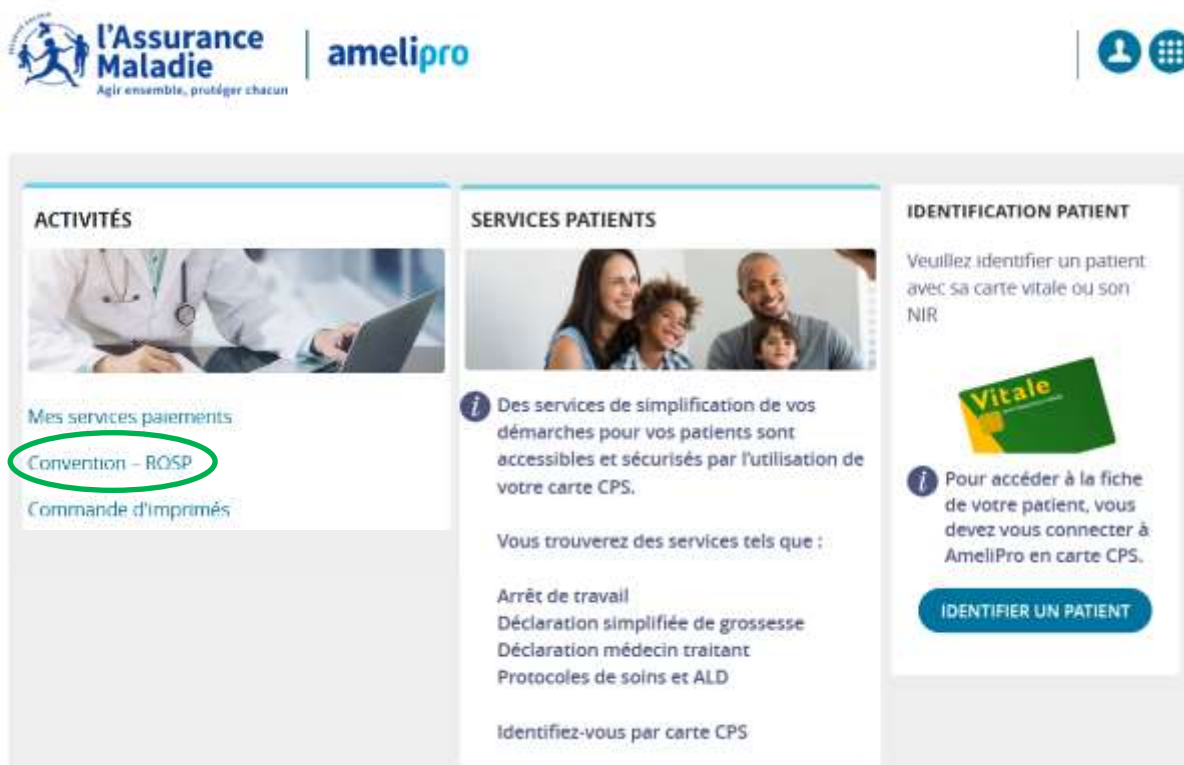 l'Assurance
Maladie
Agir ensemble, protéger chacun
amelipro
ACTIVITÉS
Mes services paiements
Convention – ROSP
Commande d'imprimés
SERVICES PATIENTS
i
Des services de simplification de vos
démarches pour vos patients sont
accessibles et sécurisés par l'utilisation de
votre carte CPS.
Vous trouverez des services tels que :
Arrêt de travail
Déclaration simplifiée de grossesse
Déclaration médecin traitant
Protocoles de soins et ALD
Identifiez-vous par carte CPS
IDENTIFICATION PATIENT
Veuillez identifier un patient
avec sa carte vitale ou son
NIR
Vitale
i
Pour accéder à la fiche
de votre patient, vous
devez vous connecter à
AmeliPro en carte CPS.
IDENTIFIER UN PATIENT